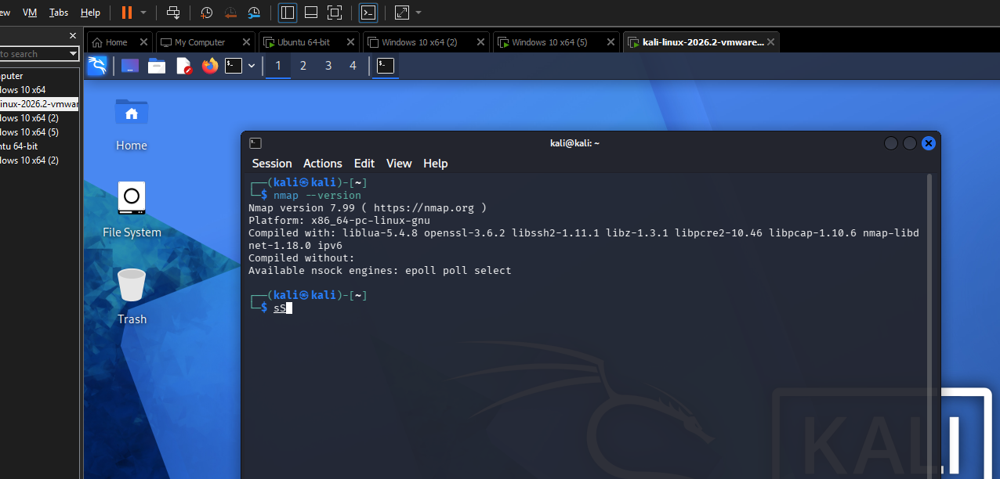 ew VM Tabs Help
to search
Home My Computer Ubuntu 64-bit Windows 10 x64 (2) Windows 10 x64 (5) kali-linux-2026.2-vmware...
1 2 3 4
puter
lows 10 x64
inux-2026.2-vmwar
lows 10 x64 (2)
lows 10 x64 (5)
ntu 64-bit
lows 10 x64 (2)
Home
File System
Trash
kali@kali: ~
Session Actions Edit View Help
┌──(kali㉿kali)-[~]
└─$ nmap --version
Nmap version 7.99 ( https://nmap.org )
Platform: x86_64-pc-linux-gnu
Compiled with: liblua-5.4.8 openssl-3.6.2 libssh2-1.11.1 libz-1.3.1 libpcre2-10.46 libpcap-1.10.6 nmap-libd
net-1.18.0 ipv6
Compiled without:
Available nsock engines: epoll poll select
┌──(kali㉿kali)-[~]
└─$ sS
KALI